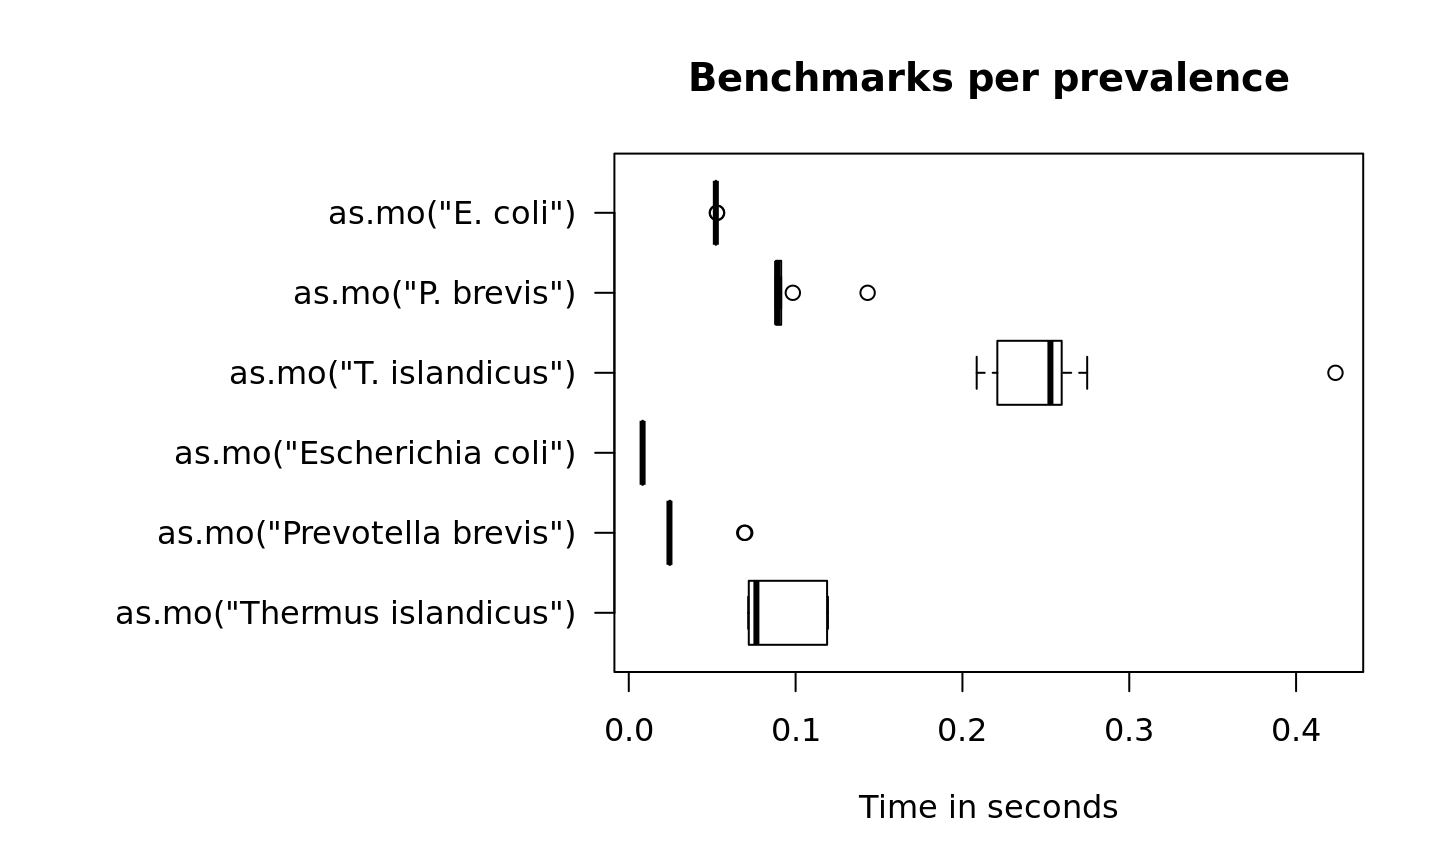 Benchmarks per prevalence
as.mo("E. coli")
as.mo("P. brevis")
as.mo("T. islandicus")
as.mo("Escherichia coli")
as.mo("Prevotella brevis")
as.mo("Thermus islandicus")
0.0 0.1 0.2 0.3 0.4
Time in seconds